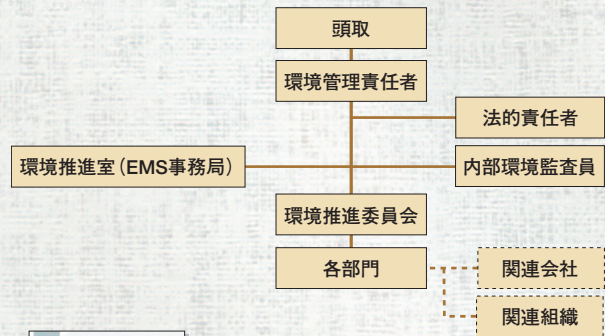 頭取
環境管理責任者
法的責任者
環境推進室（EMS事務局）
内部環境監査員
環境推進委員会
各部門
関連会社
関連組織